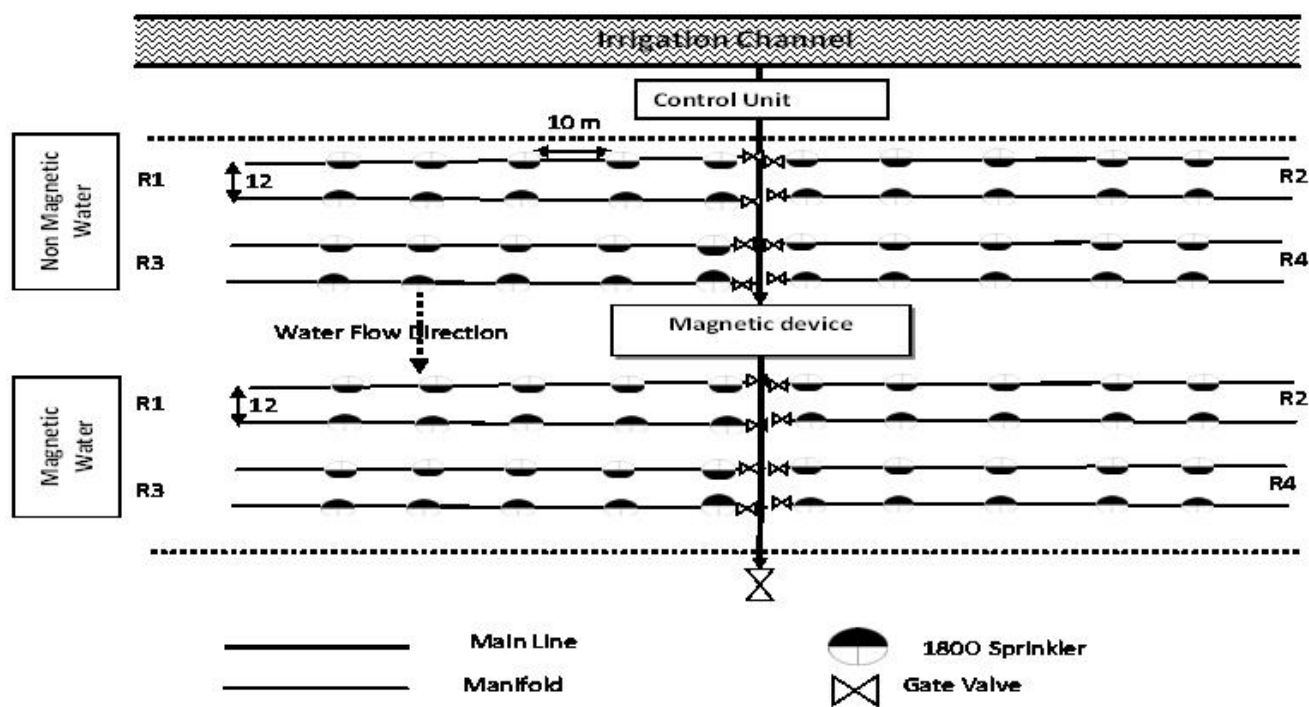 Irrigation Channel
Control Unit
10 m
Non Magnetic
Water
R1
12
R2
R3
R4
Magnetic device
Water Flow Direction
Magnetic
Water
R1
12
R2
R3
R4
Main Line
1800 Sprinkler
Manifold
Gate Valve